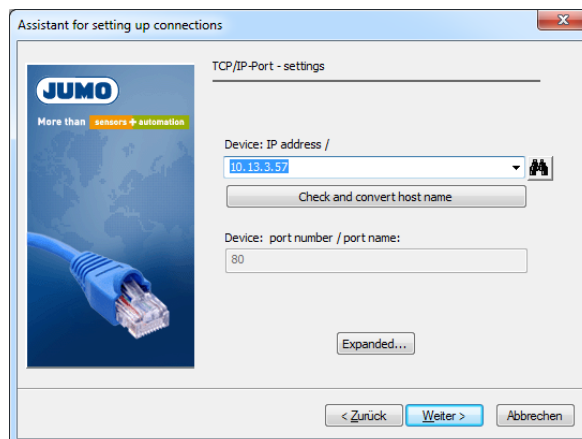 Assistant for setting up connections
JUMO
More than sensors + automation
TCP/IP-Port - settings
Device: IP address /
10.13.3.57
Check and convert host name
Device: port number / port name:
80
Expanded...
< Zurück
Weiter >
Abbrechen